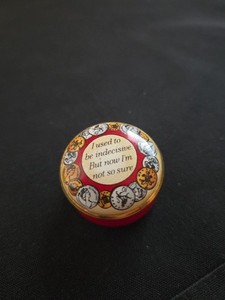 I used to
be indecisive
But now I'm
not so sure